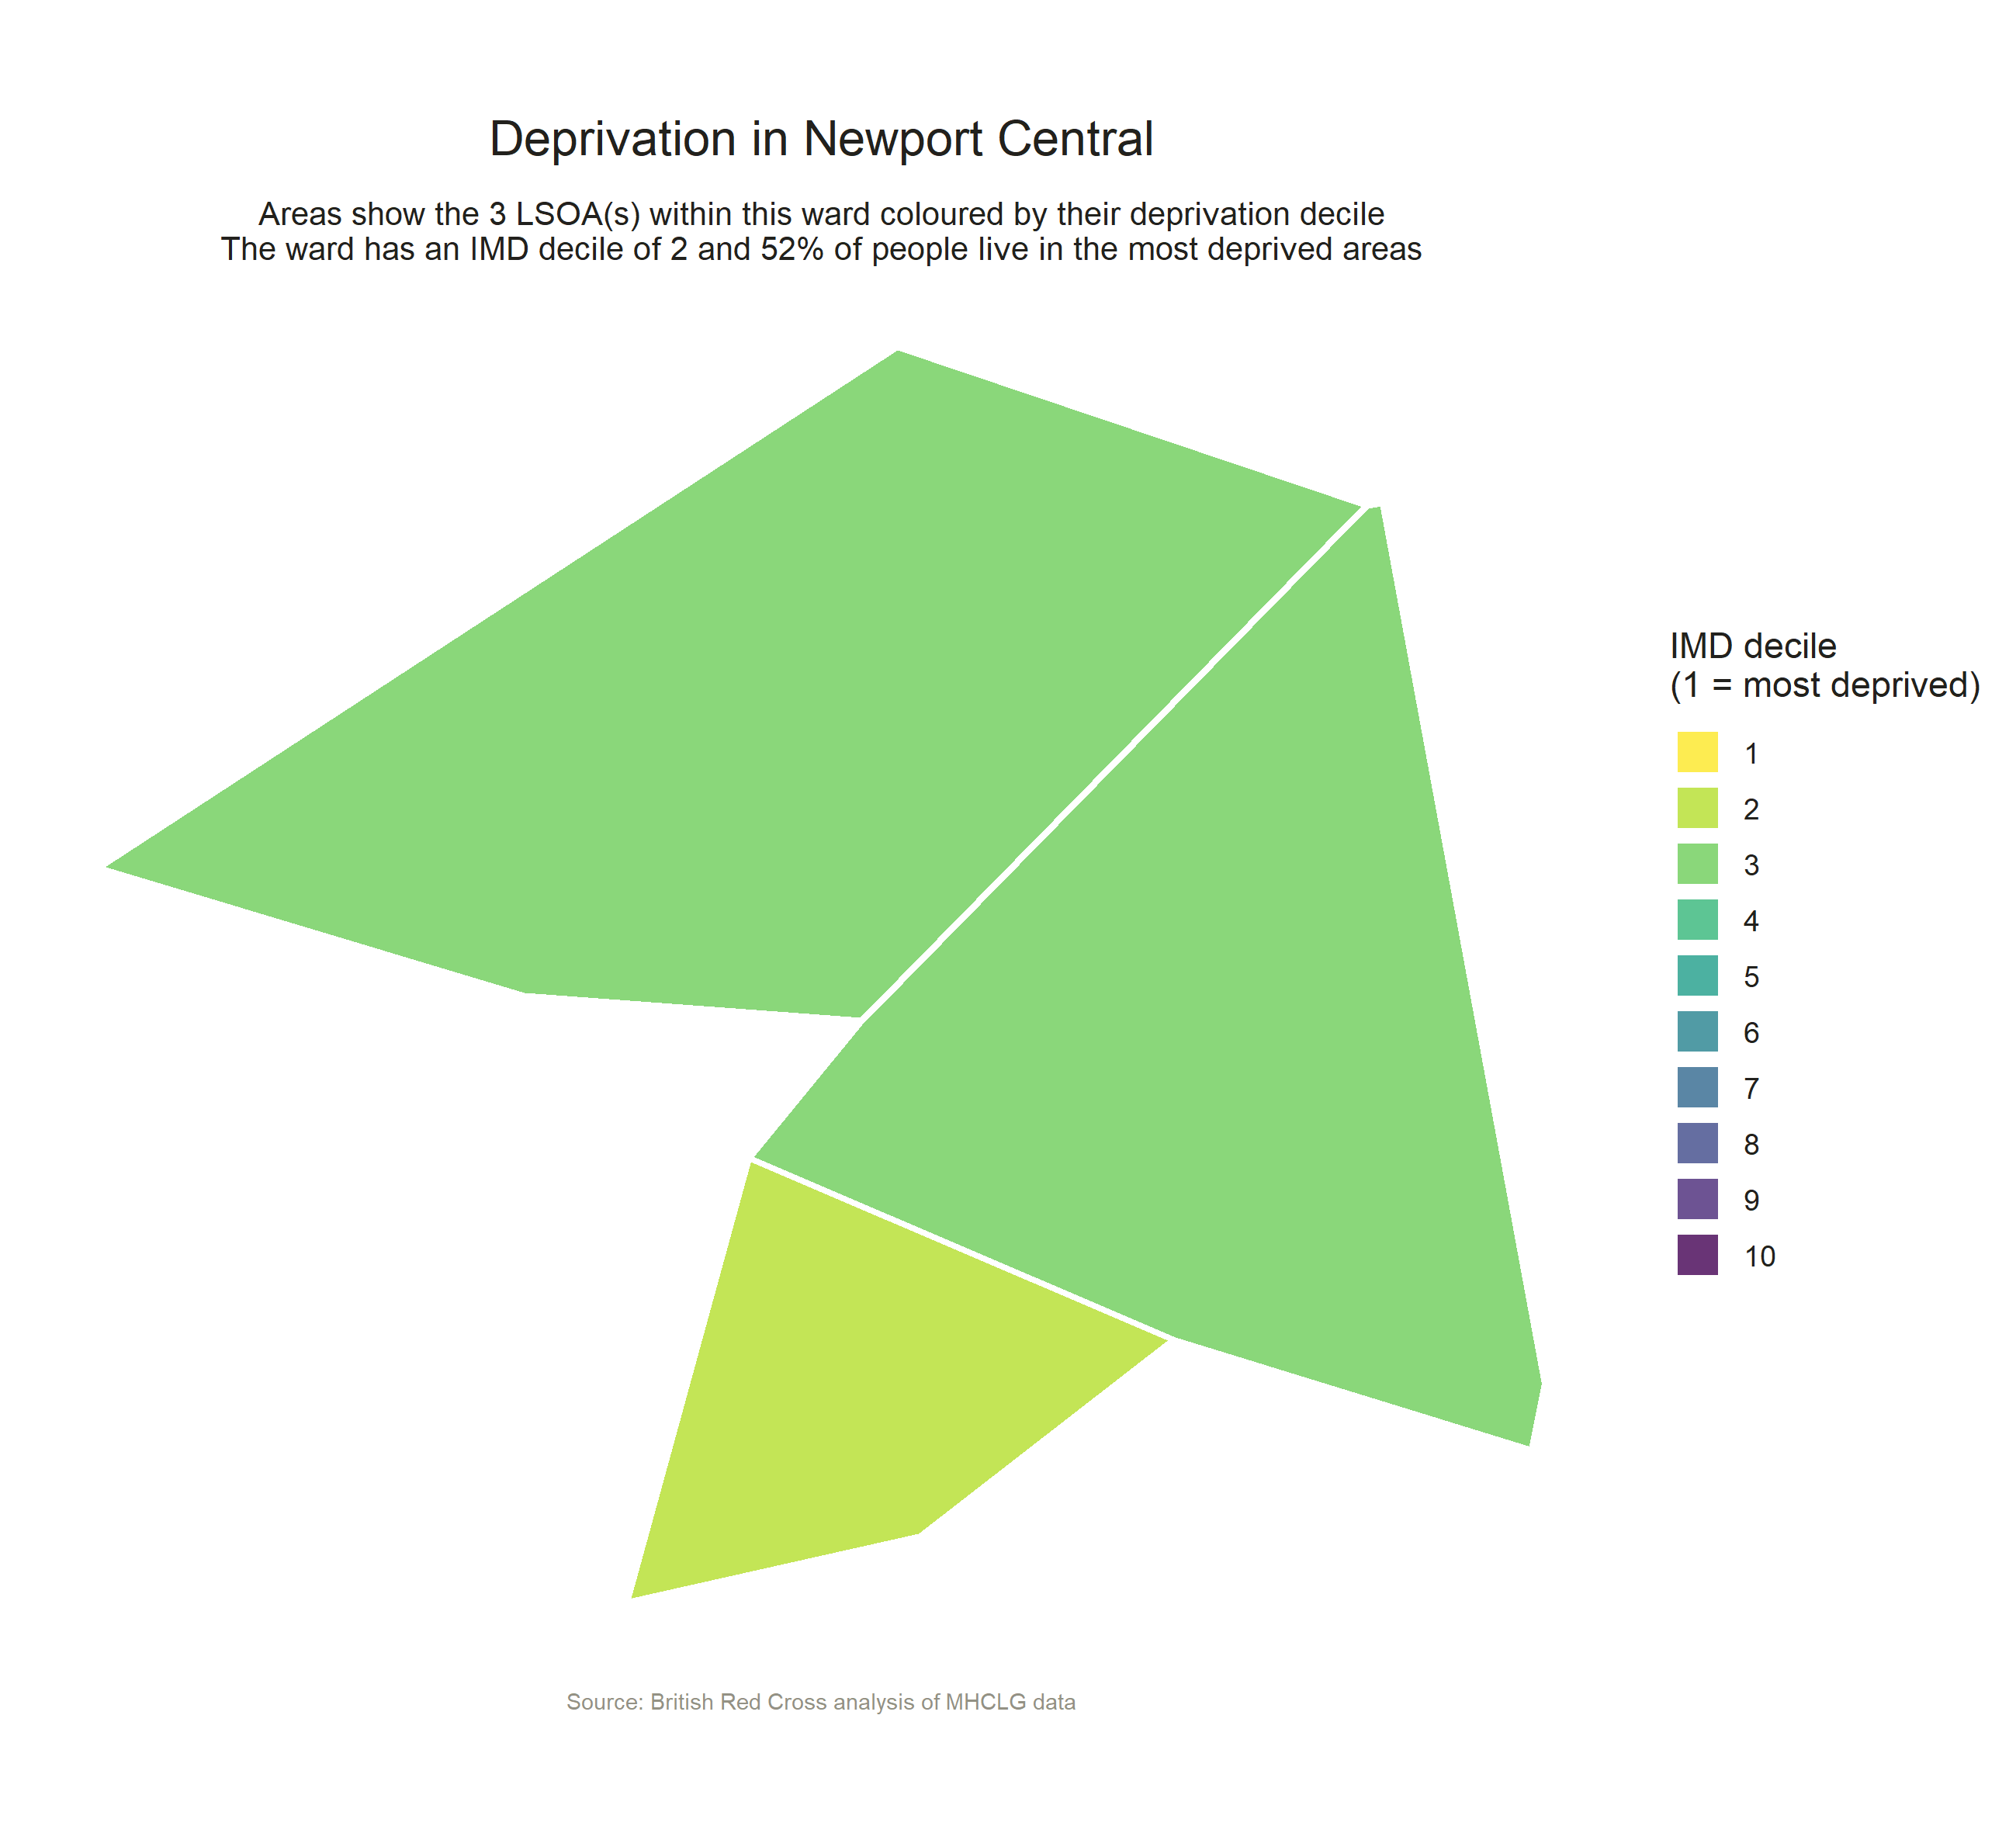 Deprivation in Newport Central
Areas show the 3 LSOA(s) within this ward coloured by their deprivation decile
The ward has an IMD decile of 2 and 52% of people live in the most deprived areas
IMD decile
(1 = most deprived)
1
2
3
4
5
6
7
8
9
10
Source: British Red Cross analysis of MHCLG data